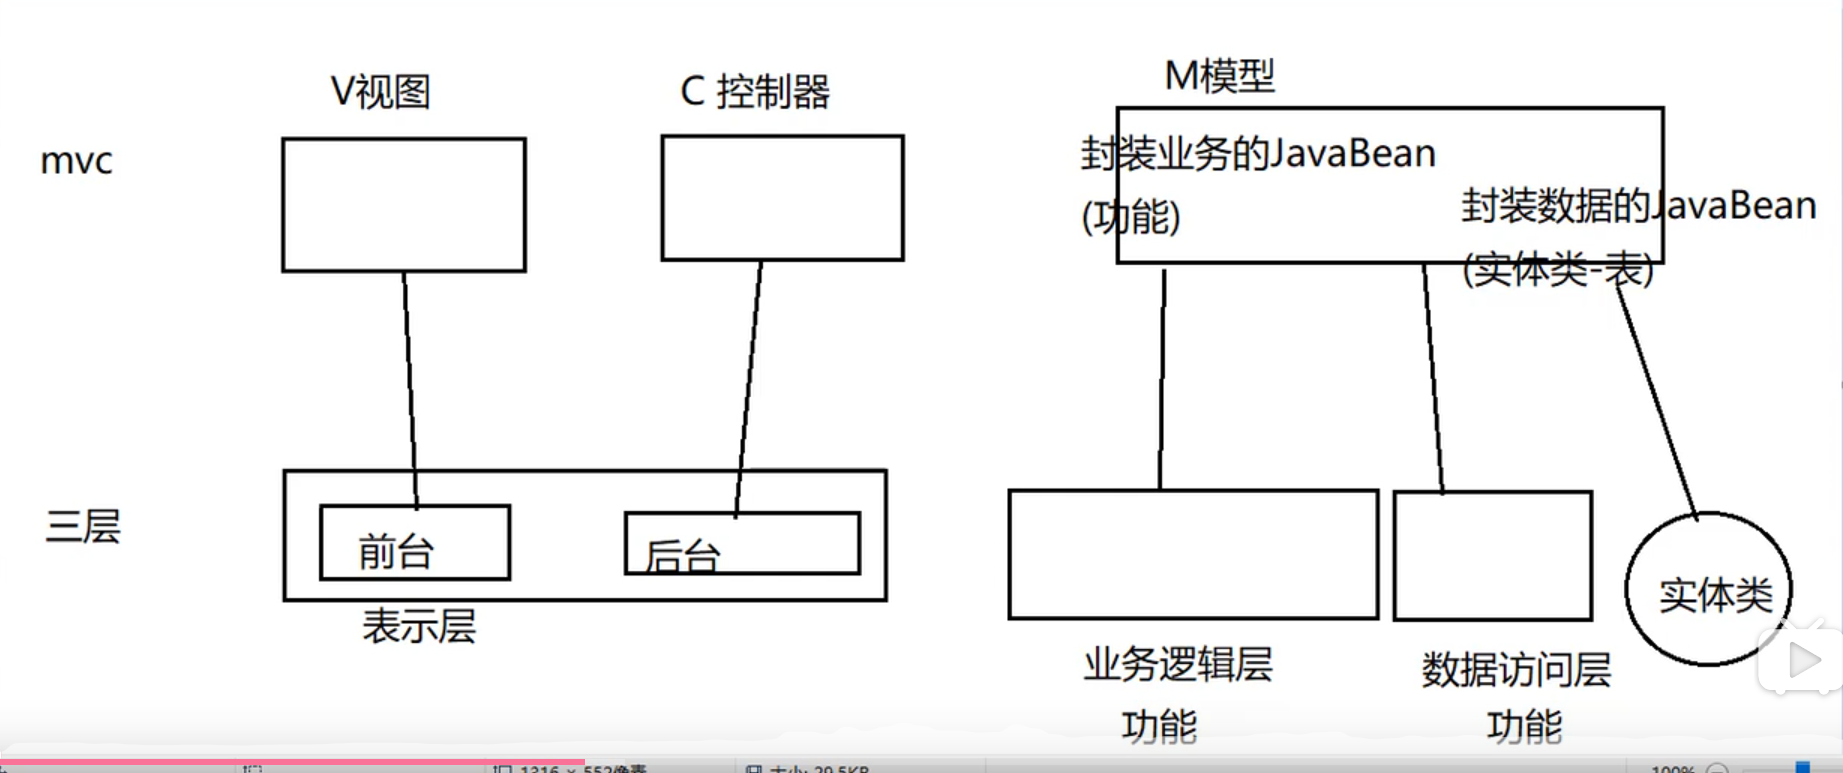 V视图
C 控制器
M模型
mvc
封装业务的JavaBean
(功能)
封装数据的JavaBean
(实体类-表)
三层
前台
后台
表示层
实体类
业务逻辑层
功能
数据访问层
功能
1316 × 552像素
大小: 29.5KB
100%